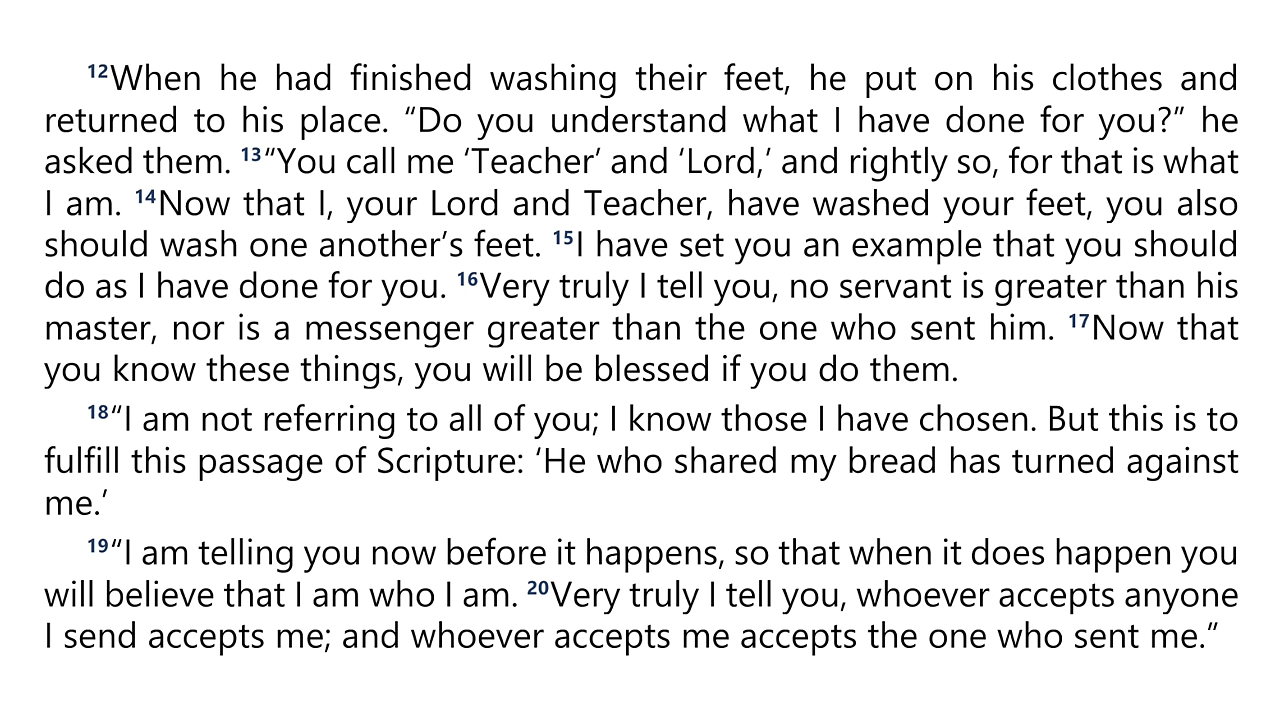 12When he had finished washing their feet, he put on his clothes and
returned to his place. “Do you understand what I have done for you?” he
asked them. 13“You call me ‘Teacher’ and ‘Lord,’ and rightly so, for that is what
I am. 14Now that I, your Lord and Teacher, have washed your feet, you also
should wash one another’s feet. 15I have set you an example that you should
do as I have done for you. 16Very truly I tell you, no servant is greater than his
master, nor is a messenger greater than the one who sent him. 17Now that
you know these things, you will be blessed if you do them.
18“I am not referring to all of you; I know those I have chosen. But this is to
fulfill this passage of Scripture: ‘He who shared my bread has turned against
me.’
19“I am telling you now before it happens, so that when it does happen you
will believe that I am who I am. 20Very truly I tell you, whoever accepts anyone
I send accepts me; and whoever accepts me accepts the one who sent me.”